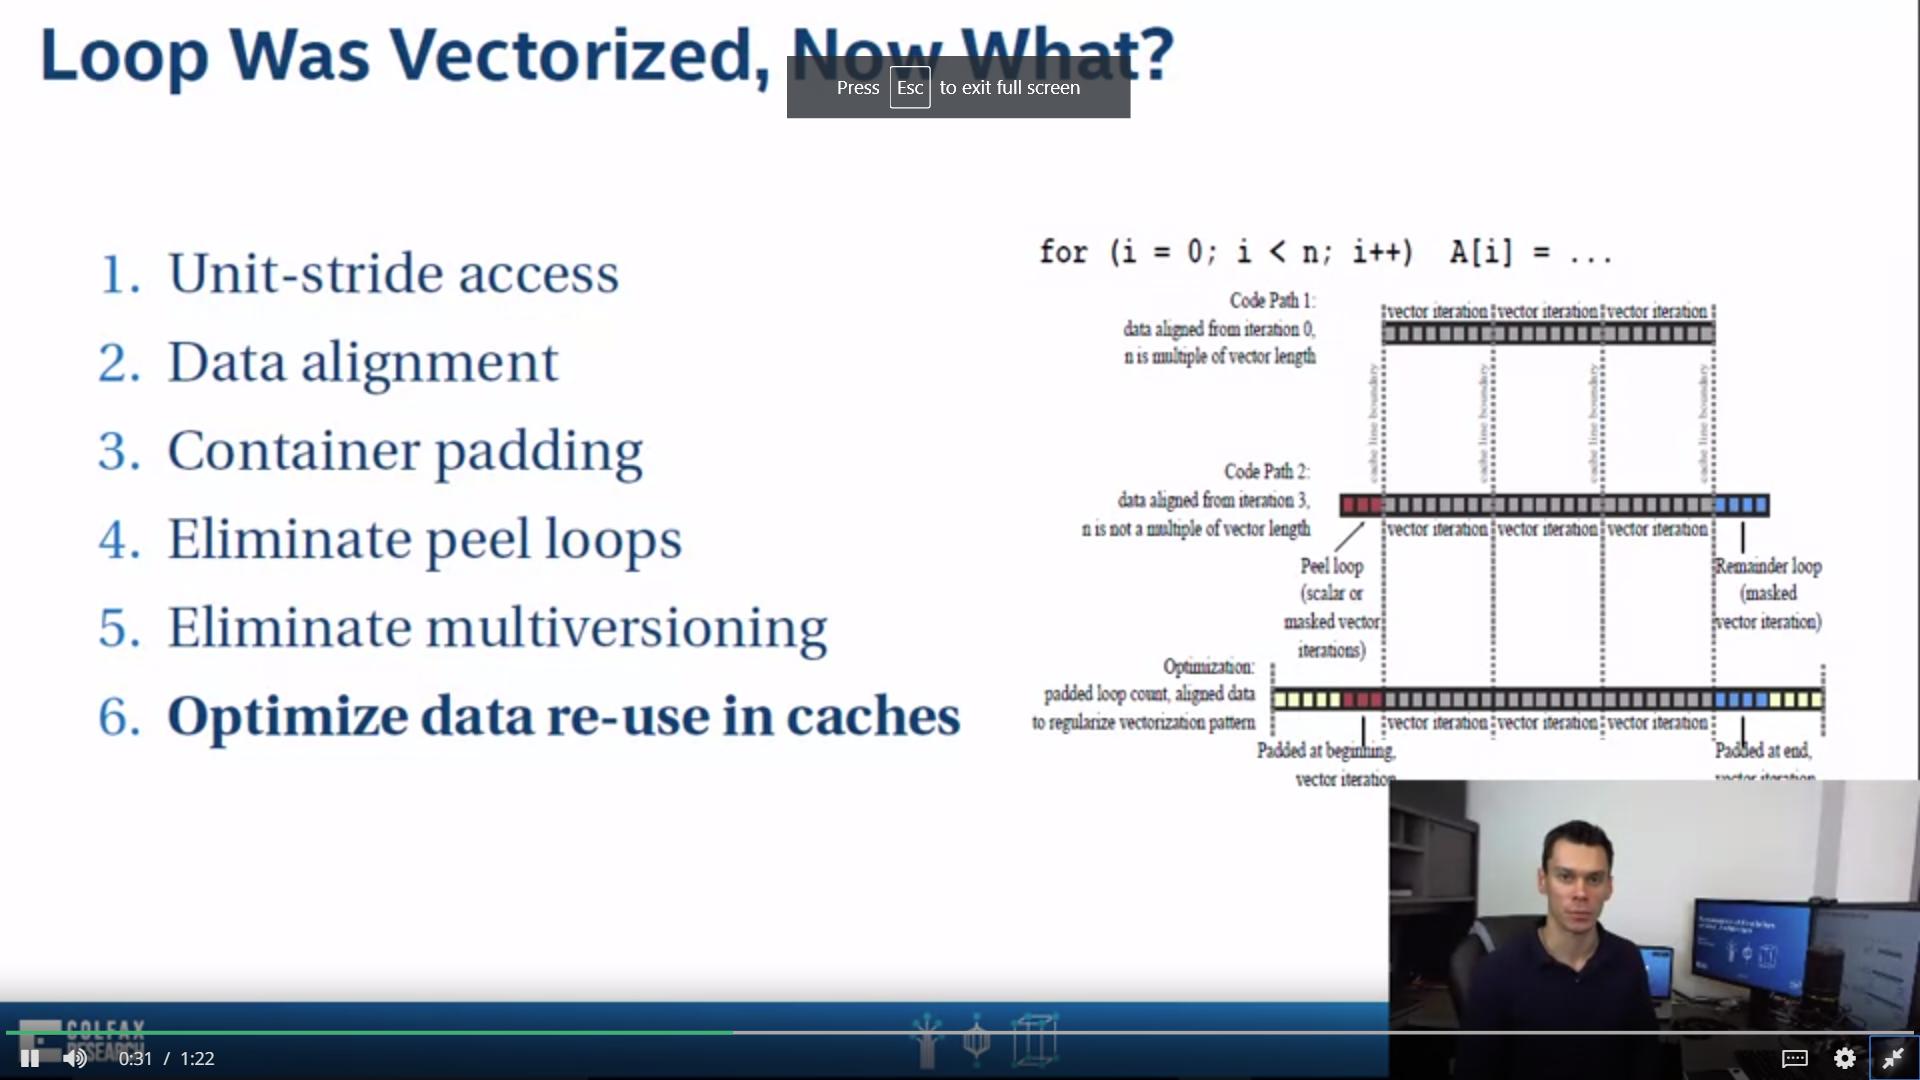 Loop Was Vectorized, Now What?
Press Esc to exit full screen
1. Unit-stride access
2. Data alignment
3. Container padding
4. Eliminate peel loops
5. Eliminate multiversioning
6. Optimize data re-use in caches
for (i = 0; i < n; i++) A[i] = ...
Code Path 1:
data aligned from iteration 0,
n is multiple of vector length
vector iteration vector iteration vector iteration
cache line boundary
cache line boundary
cache line boundary
cache line boundary
Code Path 2:
data aligned from iteration 3,
n is not a multiple of vector length
vector iteration vector iteration vector iteration
Peel loop
(scalar or
masked vector
iterations)
Remainder loop
(masked
vector iteration)
Optimization:
padded loop count, aligned data
to regularize vectorization pattern
vector iteration vector iteration vector iteration
Padded at beginning,
vector iteration
Padded at end,
vector iteration
COLFAX
RESEARCH
0:31 / 1:22